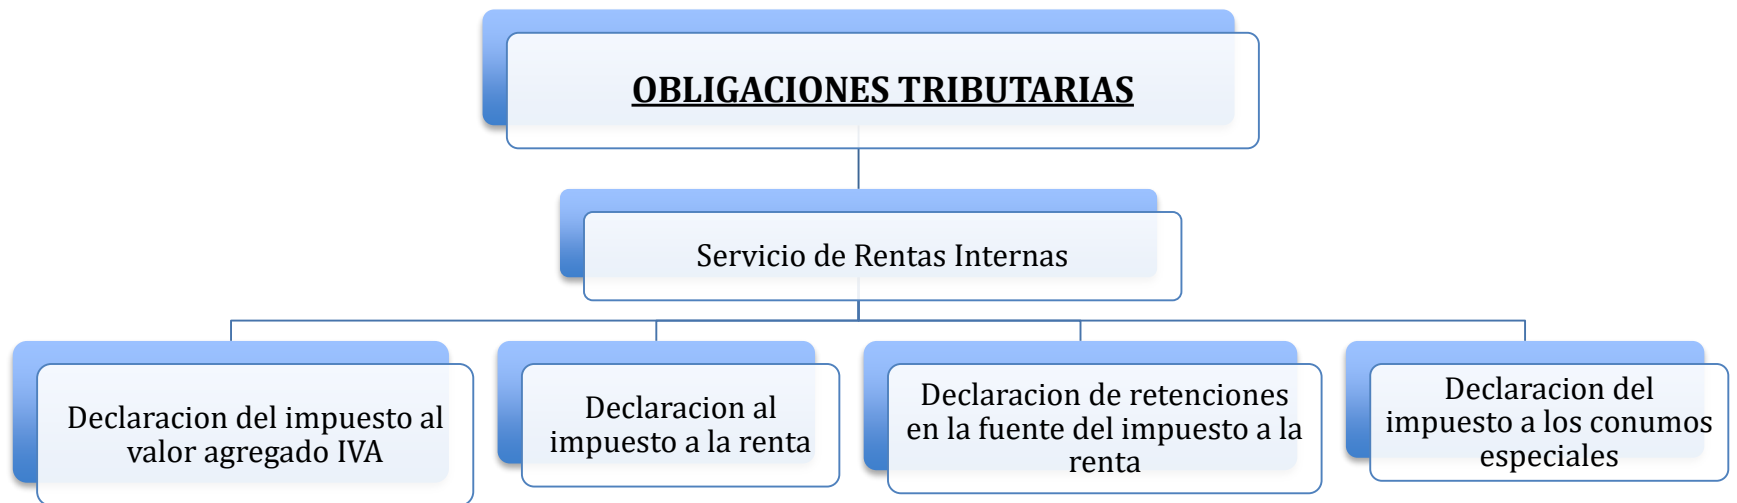 OBLIGACIONES TRIBUTARIAS
Servicio de Rentas Internas
Declaracion del impuesto al
valor agregado IVA
Declaracion al
impuesto a la renta
Declaracion de retenciones
en la fuente del impuesto a la
renta
Declaracion del
impuesto a los conumos
especiales